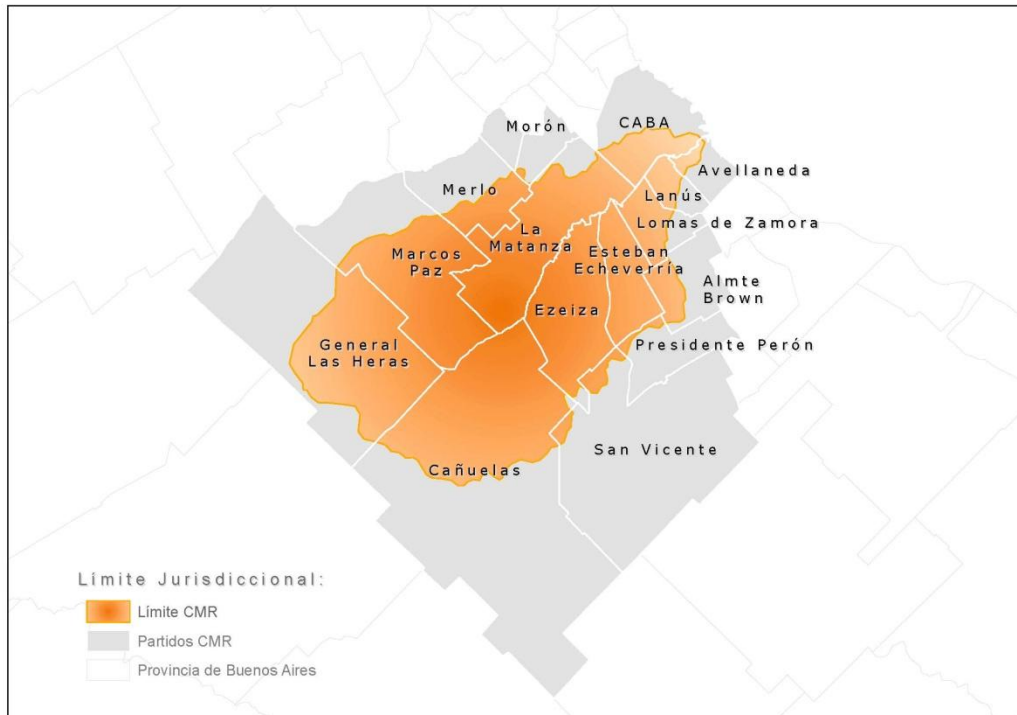 Morón
CABA
Avellaneda
Merlo
Lanús
Lomas de Zamora
La
Matanza
Marcos
Paz
Esteban
Echeverría
Almte
Brown
Ezeiza
General
Las Heras
Presidente Perón
San Vicente
Cañuelas
Límite Jurisdiccional:
Límite CMR
Partidos CMR
Provincia de Buenos Aires